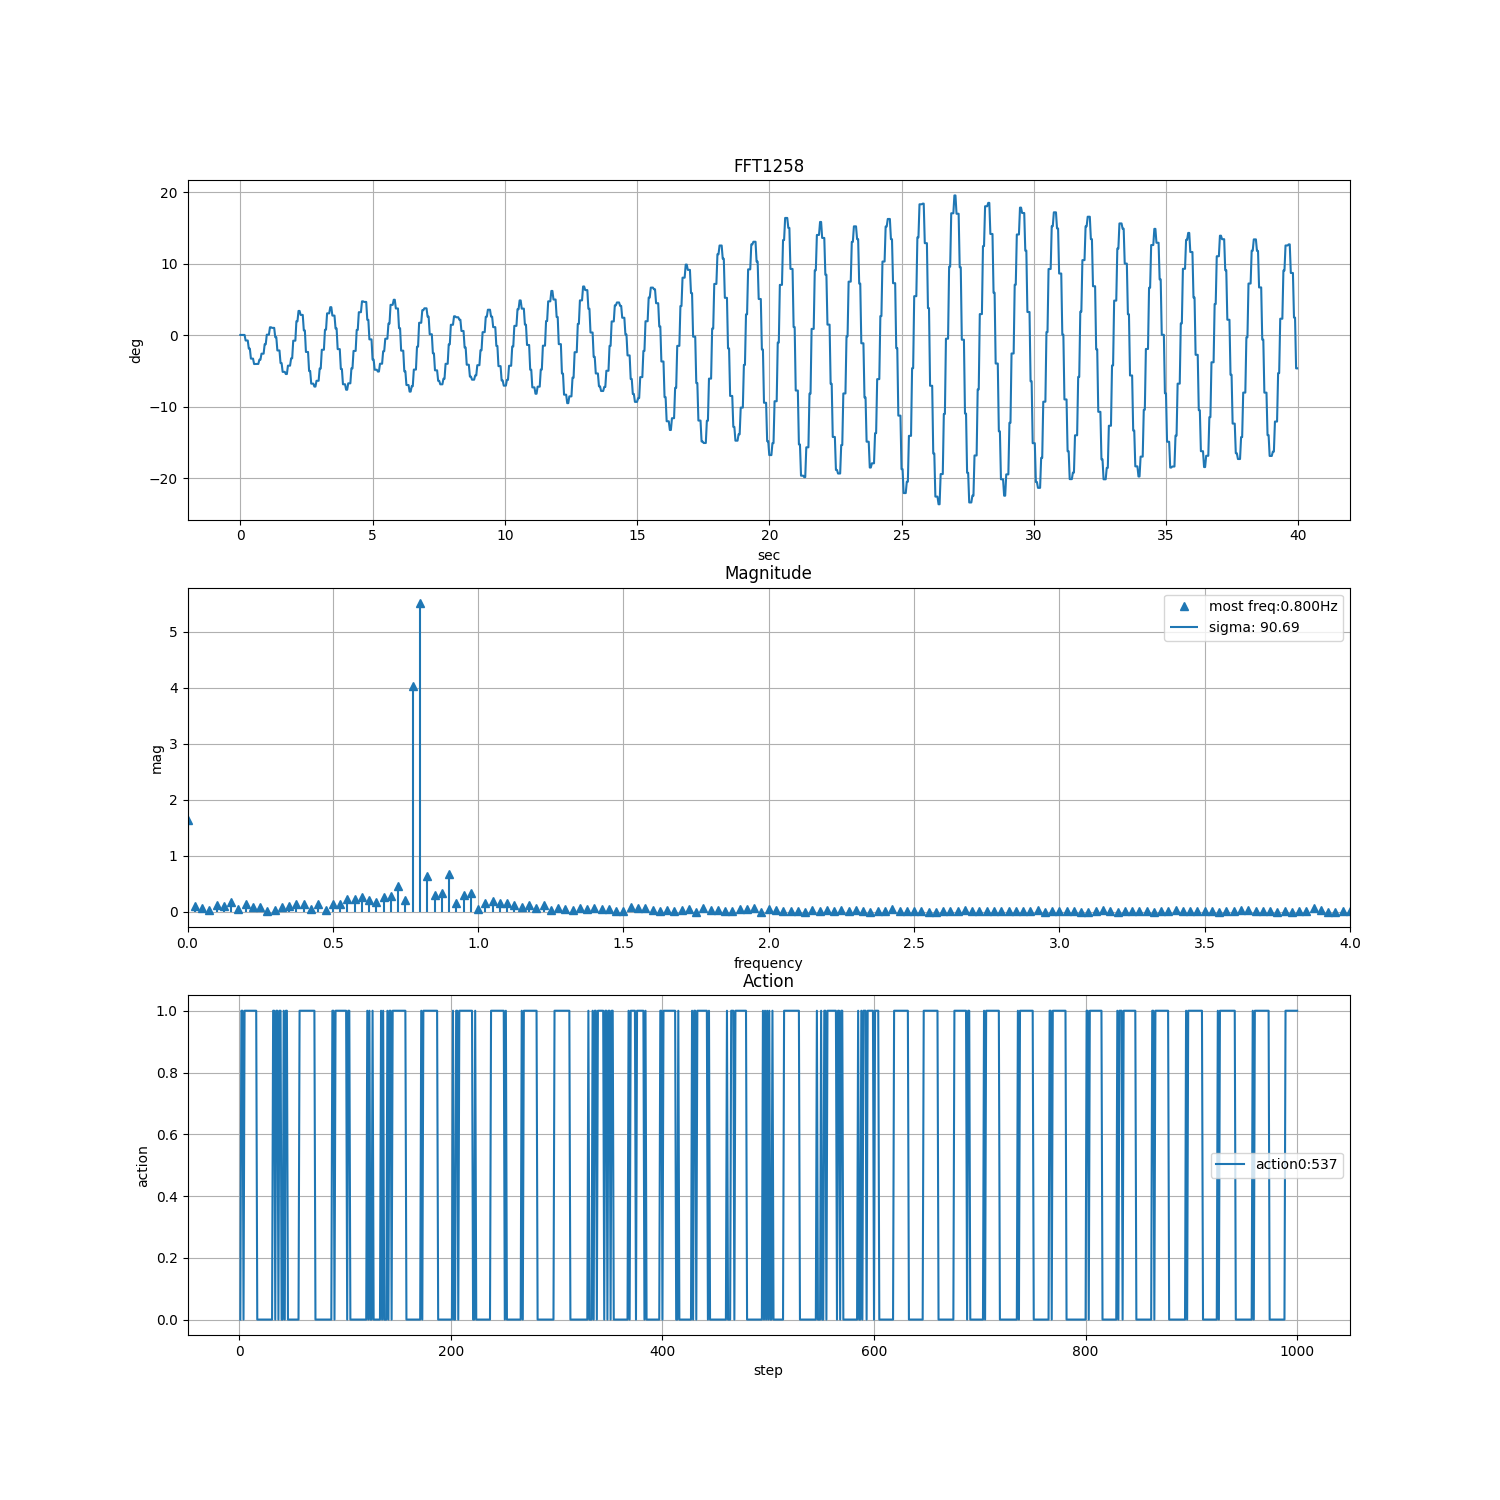 FFT1258
20
10
0
−10
−20
deg
0 5 10 15 20 25 30 35 40
sec
Magnitude
most freq:0.800Hz
sigma: 90.69
5
4
3
2
1
0
mag
0.0 0.5 1.0 1.5 2.0 2.5 3.0 3.5 4.0
frequency
Action
1.0
0.8
0.6
0.4
0.2
0.0
action
action0:537
0 200 400 600 800 1000
step